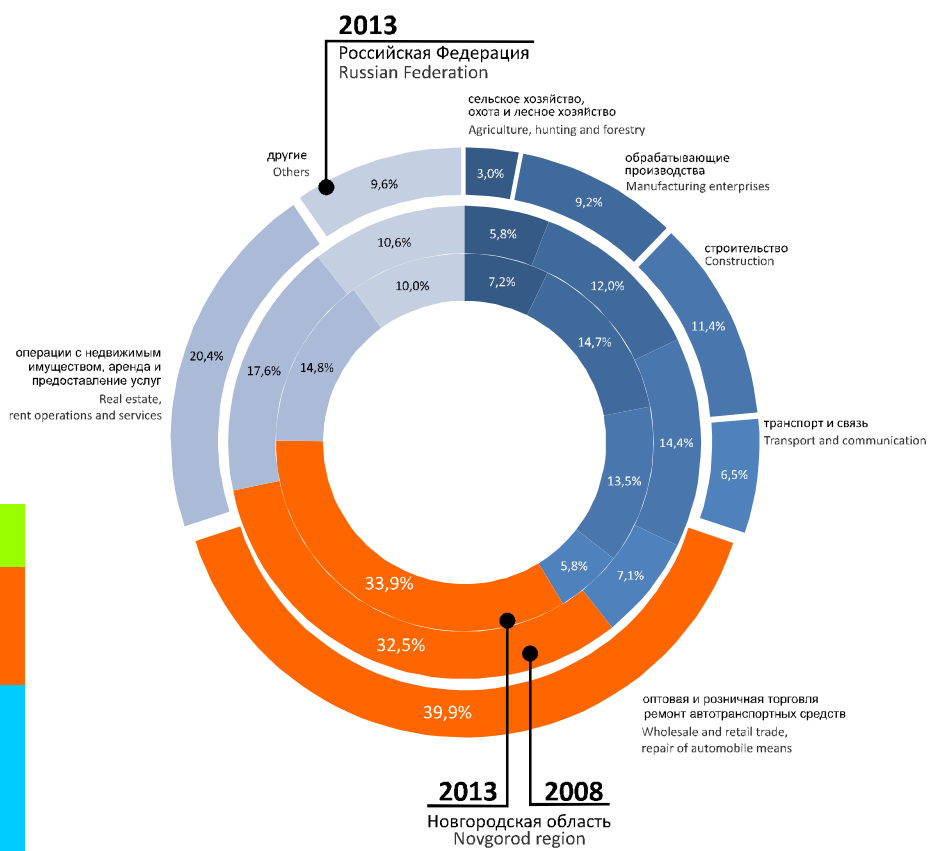 2013
Российская Федерация
Russian Federation
сельское хозяйство,
охота и лесное хозяйство
Agriculture, hunting and forestry
обрабатывающие
производства
Manufacturing enterprises
строительство
Construction
транспорт и связь
Transport and communication
оптовая и розничная торговля
ремонт автотранспортных средств
Wholesale and retail trade,
repair of automobile means
операции с недвижимым
имуществом, аренда и
предоставление услуг
Real estate,
rent operations and services
другие
Others
3,0%
9,2%
11,4%
6,5%
39,9%
20,4%
9,6%
5,8%
12,0%
14,4%
7,1%
32,5%
17,6%
10,6%
7,2%
14,7%
13,5%
5,8%
33,9%
14,8%
10,0%
2013
2008
Новгородская область
Novgorod region